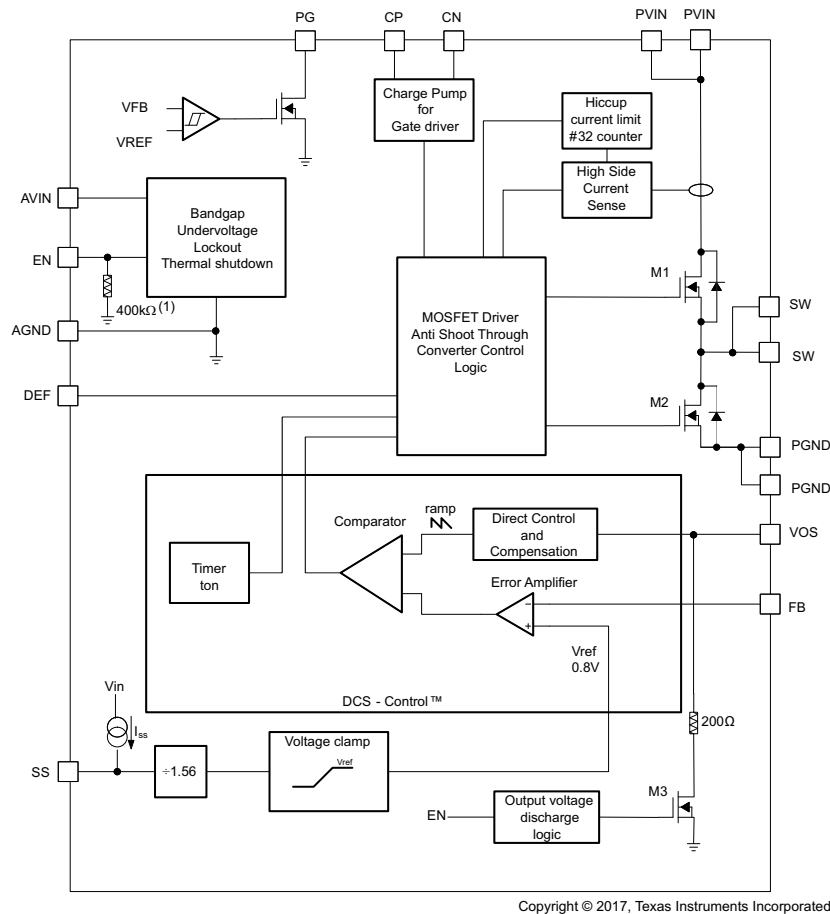 PG
CP
CN
PVIN
PVIN
VFB
VREF
Charge Pump
for
Gate driver
Hiccup
current limit
#32 counter
High Side
Current
Sense
AVIN
EN
AGND
DEF
Bandgap
Undervoltage
Lockout
Thermal shutdown
400kΩ (1)
MOSFET Driver
Anti Shoot Through
Converter Control
Logic
M1
SW
SW
M2
PGND
PGND
VOS
FB
Comparator
ramp
Direct Control
and
Compensation
Timer
ton
Error Amplifier
−
+
Vref
0.8V
DCS - Control™
200Ω
Vin
Iss
SS
÷1.56
Voltage clamp
Vref
EN
Output voltage
discharge
logic
M3
Copyright © 2017, Texas Instruments Incorporated